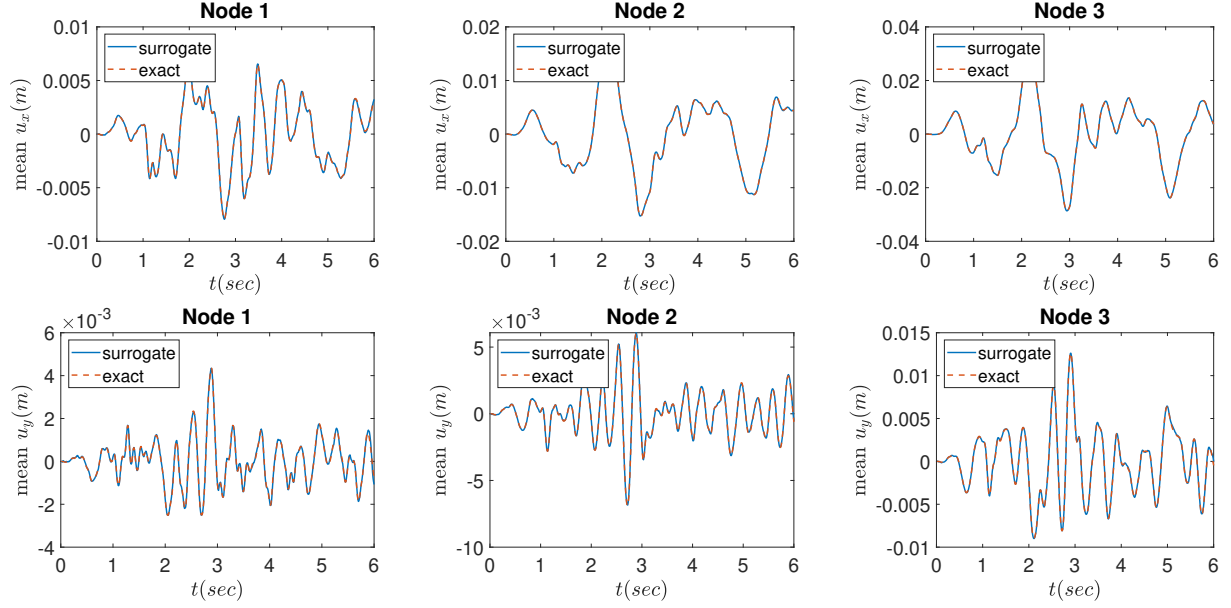 Node 1
0.01
0.005
0
-0.005
-0.01
mean u_x(m)
surrogate
exact
0 1 2 3 4 5 6
t(sec)
Node 2
0.02
0.01
0
-0.01
-0.02
mean u_x(m)
surrogate
exact
0 1 2 3 4 5 6
t(sec)
Node 3
0.04
0.02
0
-0.02
-0.04
mean u_x(m)
surrogate
exact
0 1 2 3 4 5 6
t(sec)
Node 1
×10⁻³
6
4
2
0
-2
-4
mean u_y(m)
surrogate
exact
0 1 2 3 4 5 6
t(sec)
Node 2
×10⁻³
5
0
-5
-10
mean u_y(m)
surrogate
exact
0 1 2 3 4 5 6
t(sec)
Node 3
0.015
0.01
0.005
0
-0.005
-0.01
mean u_y(m)
surrogate
exact
0 1 2 3 4 5 6
t(sec)